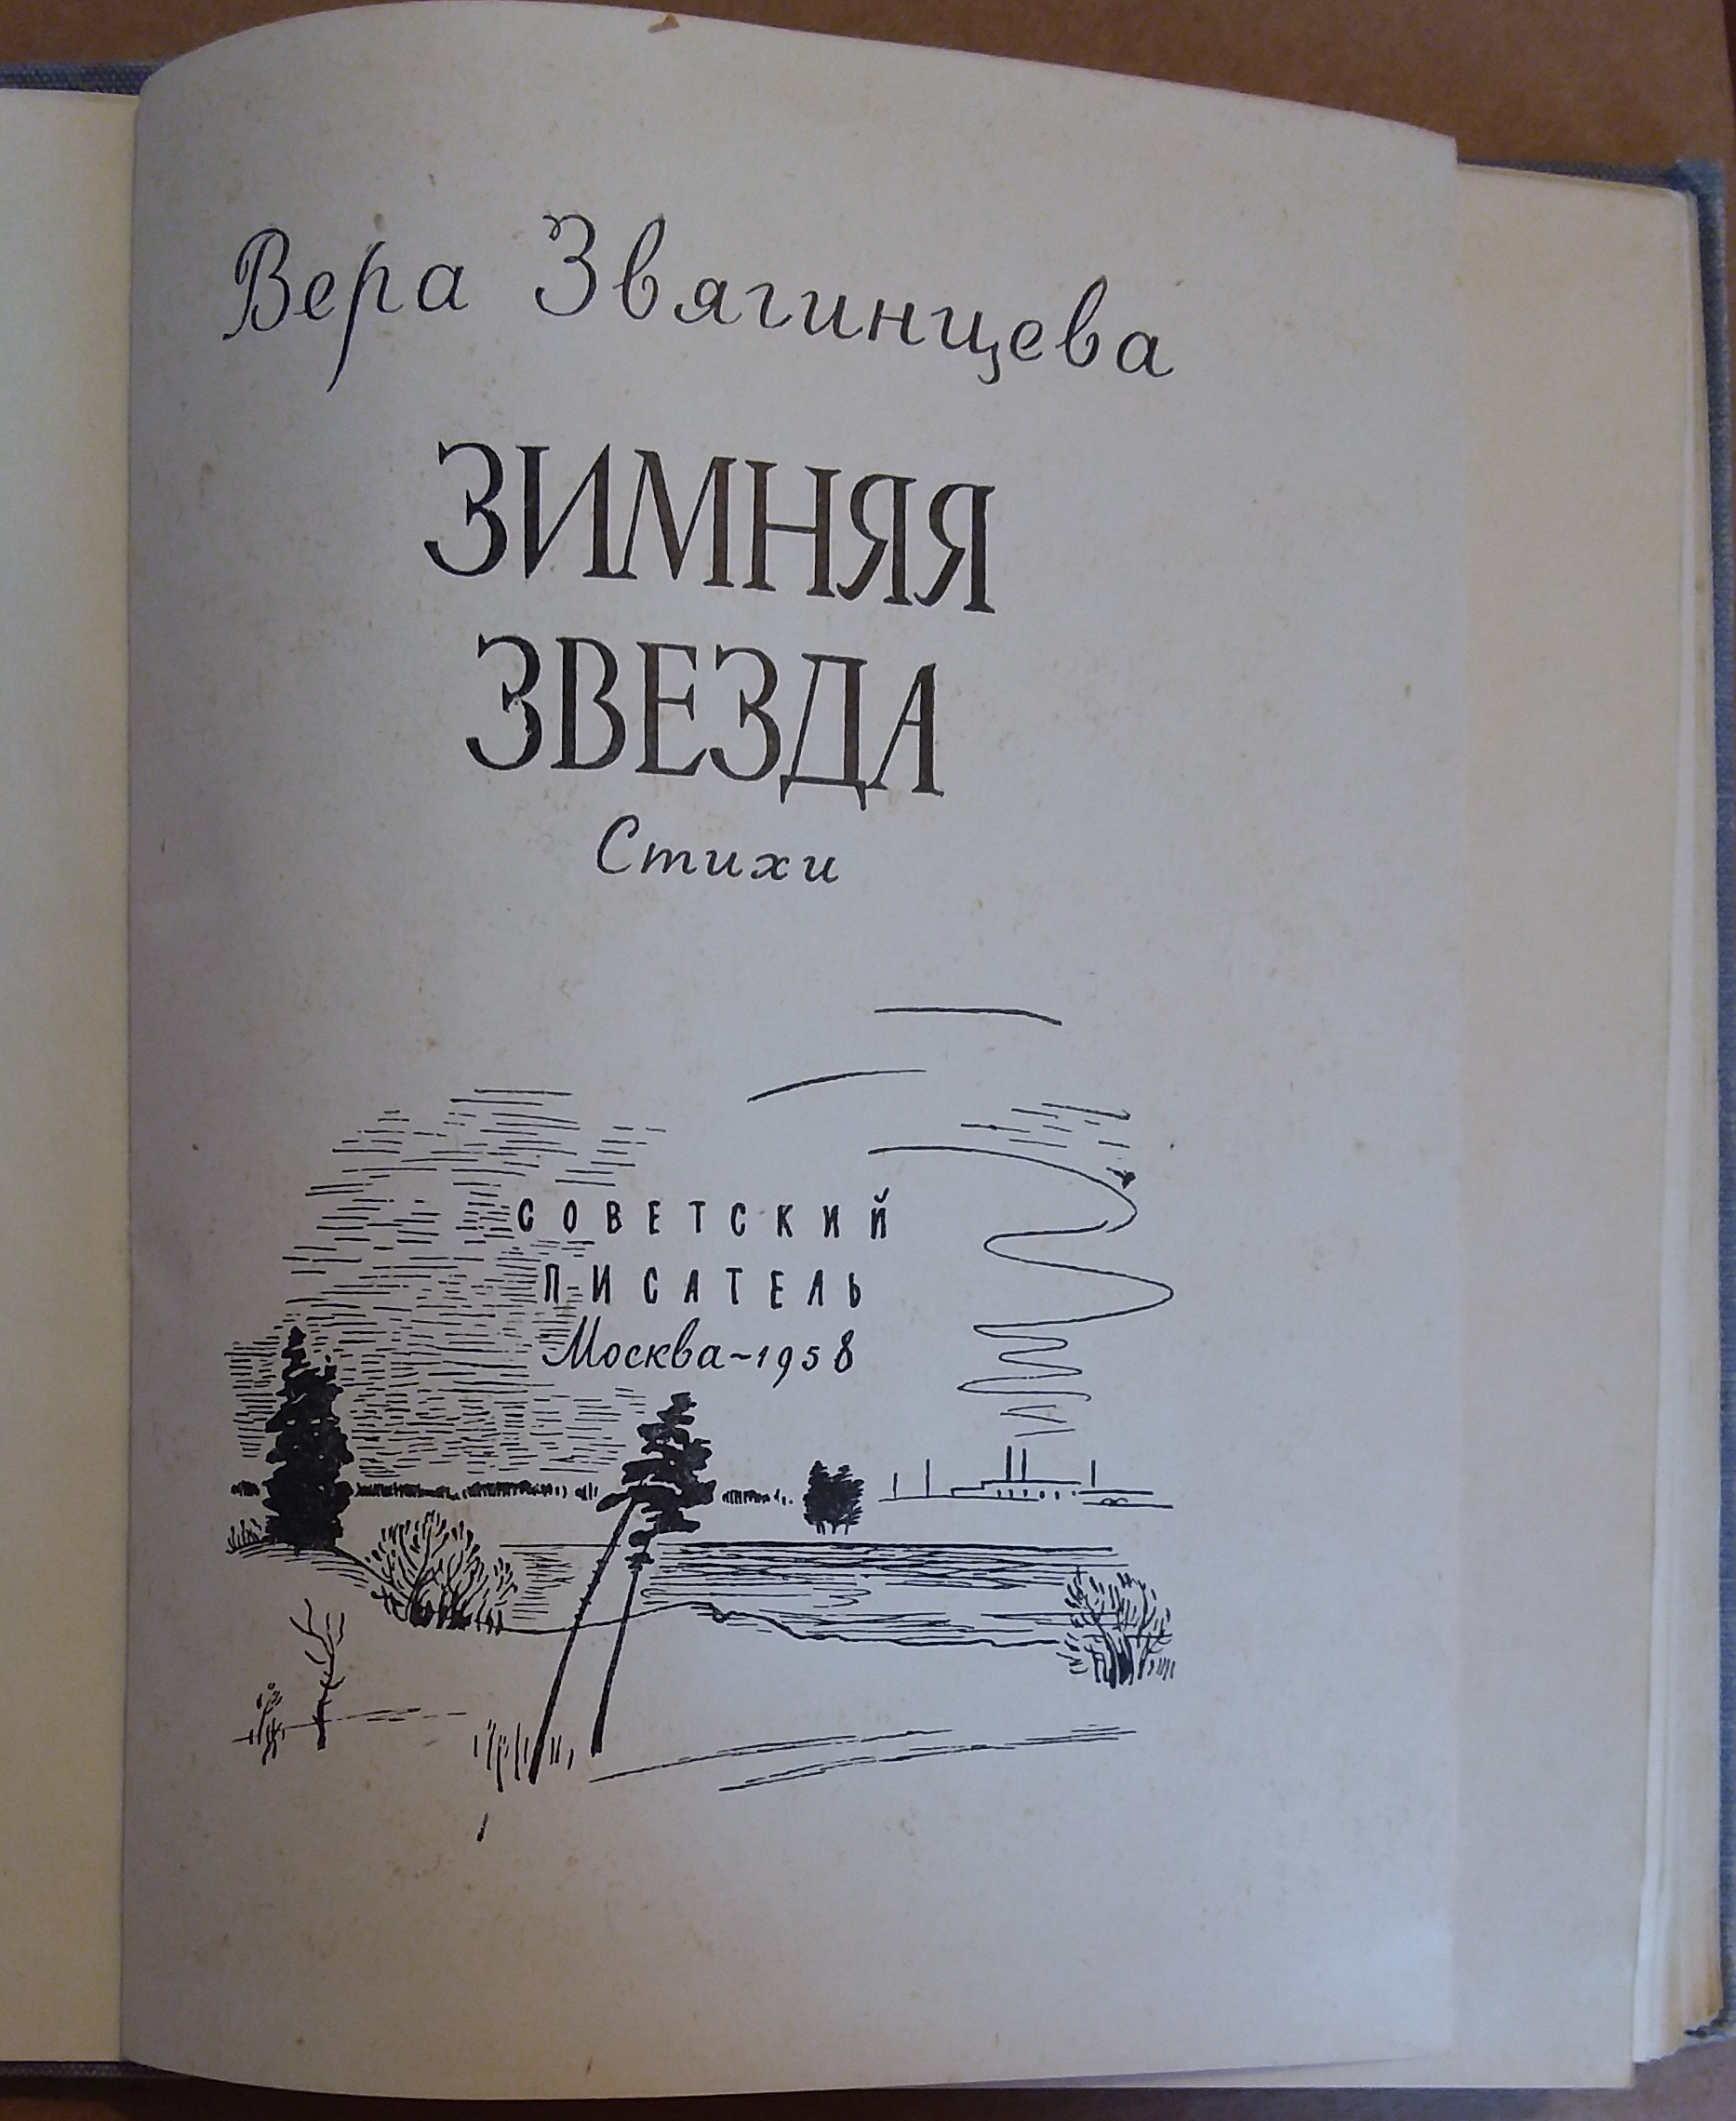 Вера Звягинцева
ЗИМНЯЯ
ЗВЕЗДА
Стихи
СОВЕТСКИЙ
ПИСАТЕЛЬ
Москва~1958